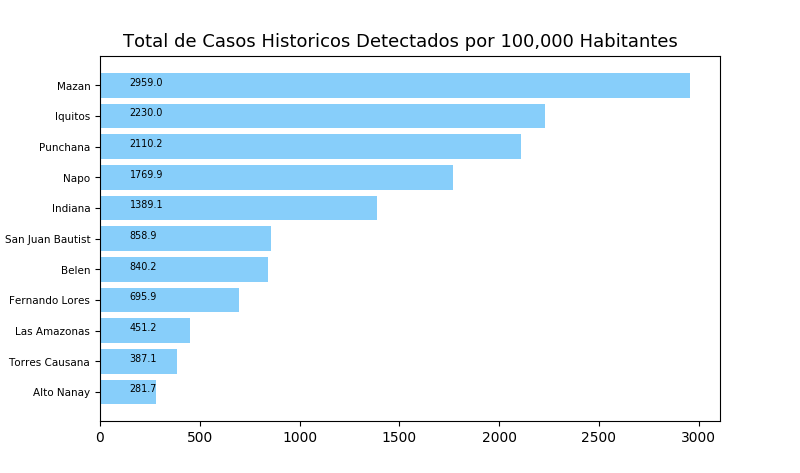 Total de Casos Historicos Detectados por 100,000 Habitantes
Mazan 2959.0
Iquitos 2230.0
Punchana 2110.2
Napo 1769.9
Indiana 1389.1
San Juan Bautist 858.9
Belen 840.2
Fernando Lores 695.9
Las Amazonas 451.2
Torres Causana 387.1
Alto Nanay 281.7
0 500 1000 1500 2000 2500 3000